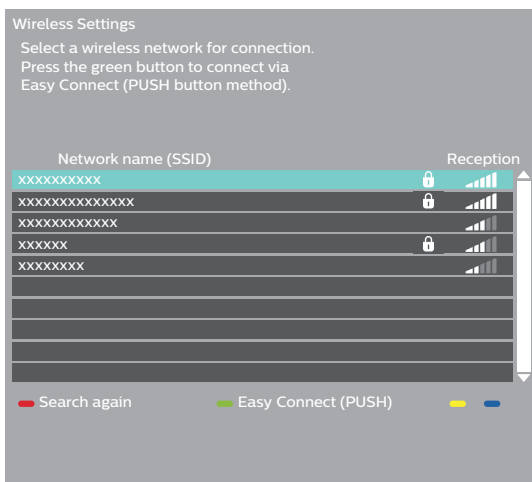 Wireless Settings
Select a wireless network for connection.
Press the green button to connect via
Easy Connect (PUSH button method).
Network name (SSID) Reception
xxxxxxxxxx
xxxxxxxxxxxxxx
xxxxxxxxxxxx
xxxxxx
xxxxxxxx
Search again Easy Connect (PUSH)